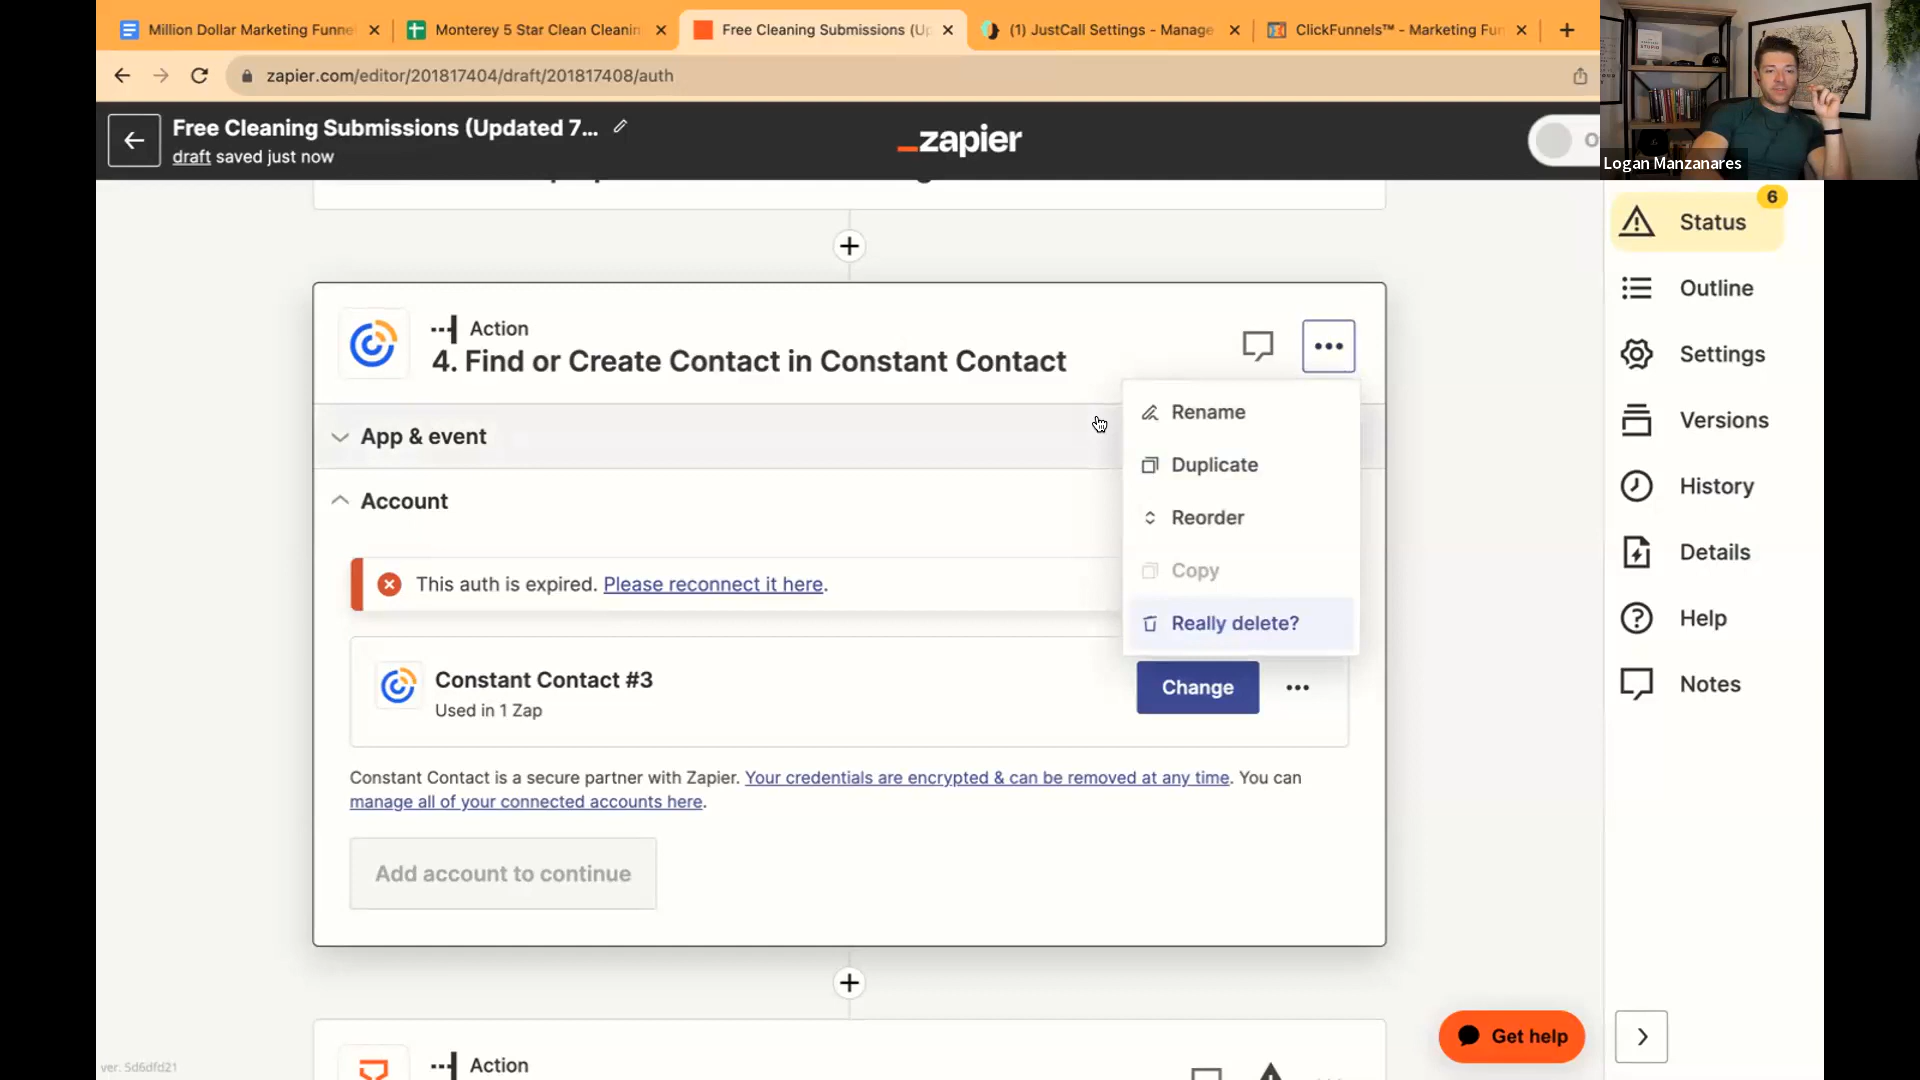 Million Dollar Marketing Funne
Monterey 5 Star Clean Cleanin
Free Cleaning Submissions (Up
(1) JustCall Settings - Manage
ClickFunnels™ - Marketing Fun
zapier.com/editor/201817404/draft/201817408/auth
Free Cleaning Submissions (Updated 7...
draft saved just now
zapier
Logan Manzanares
6
Status
Outline
Settings
Versions
History
Details
Help
Notes
Action
4. Find or Create Contact in Constant Contact
Rename
Duplicate
Reorder
Copy
Really delete?
App & event
Account
This auth is expired. Please reconnect it here.
Constant Contact #3
Used in 1 Zap
Change
Constant Contact is a secure partner with Zapier. Your credentials are encrypted & can be removed at any time. You can
manage all of your connected accounts here.
Add account to continue
Action
Get help
ver. 5d6dfd21